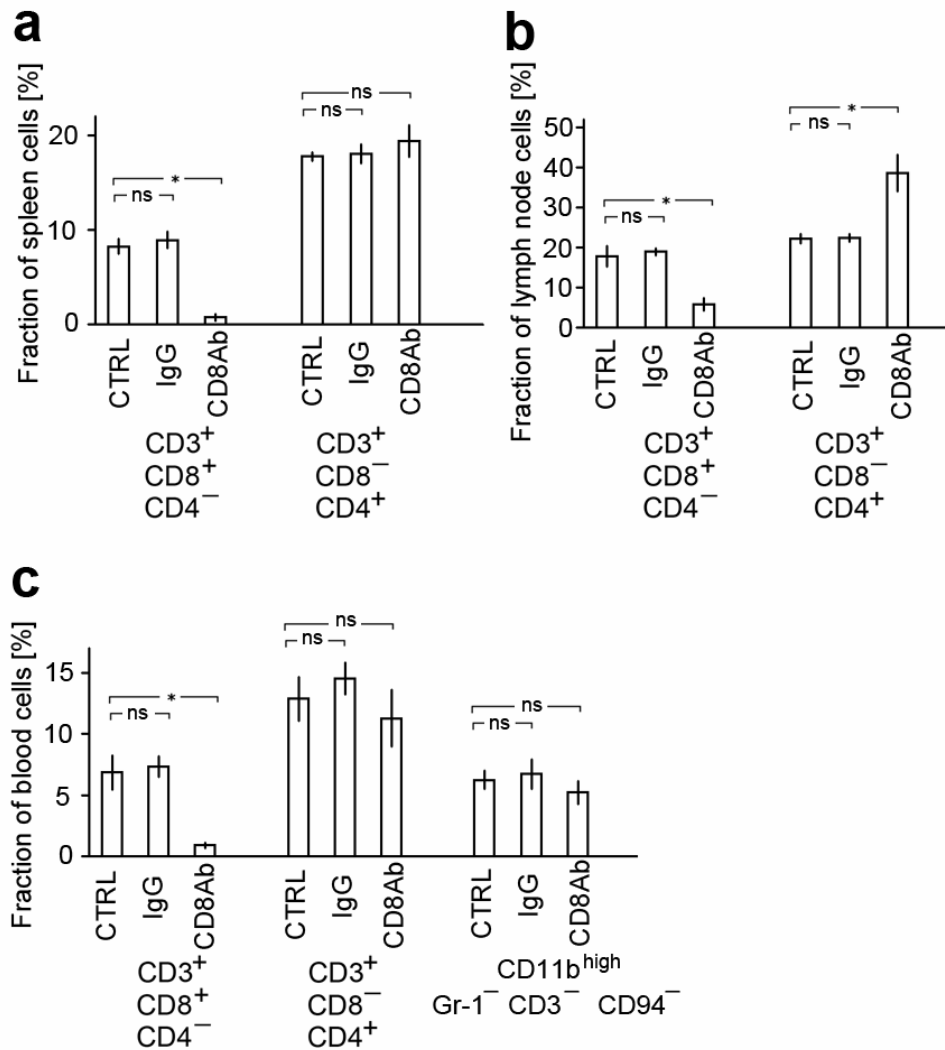 a
Fraction of spleen cells [%]
20
10
0
* ns
ns ns
CTRL IgG CD8Ab CTRL IgG CD8Ab
CD3⁺ CD3⁺
CD8⁺ CD8⁻
CD4⁻ CD4⁺
b
Fraction of lymph node cells [%]
50
40
30
20
10
0
* *
ns ns
CTRL IgG CD8Ab CTRL IgG CD8Ab
CD3⁺ CD3⁺
CD8⁺ CD8⁻
CD4⁻ CD4⁺
c
Fraction of blood cells [%]
15
10
5
0
* ns ns
ns ns ns
CTRL IgG CD8Ab CTRL IgG CD8Ab CTRL IgG CD8Ab
CD3⁺ CD3⁺ CD11b^high
CD8⁺ CD8⁻ Gr-1⁻ CD3⁻ CD94⁻
CD4⁻ CD4⁺